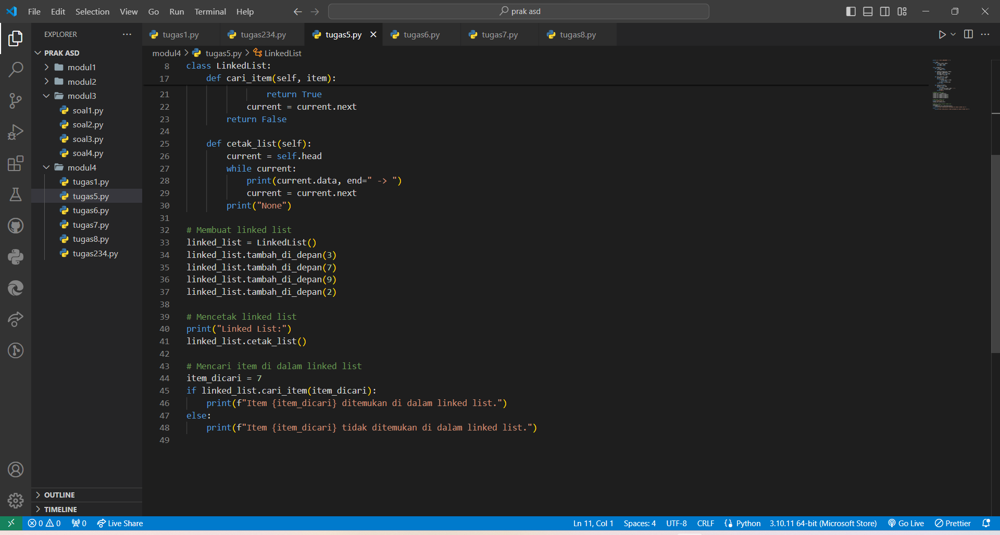 File Edit Selection View Go Run Terminal Help
prak asd
EXPLORER
PRAK ASD
modul1
modul2
modul3
soal1.py
soal2.py
soal3.py
soal4.py
modul4
tugas1.py
tugas5.py
tugas6.py
tugas7.py
tugas8.py
tugas234.py
OUTLINE
TIMELINE
tugas1.py tugas234.py tugas5.py tugas6.py tugas7.py tugas8.py
modul4 > tugas5.py > LinkedList
8 class LinkedList:
17     def cari_item(self, item):
21                 return True
22             current = current.next
23         return False
24
25     def cetak_list(self):
26         current = self.head
27         while current:
28             print(current.data, end=" -> ")
29             current = current.next
30         print("None")
31
32 # Membuat linked list
33 linked_list = LinkedList()
34 linked_list.tambah_di_depan(3)
35 linked_list.tambah_di_depan(7)
36 linked_list.tambah_di_depan(9)
37 linked_list.tambah_di_depan(2)
38
39 # Mencetak linked list
40 print("Linked List:")
41 linked_list.cetak_list()
42
43 # Mencari item di dalam linked list
44 item_dicari = 7
45 if linked_list.cari_item(item_dicari):
46     print(f"Item {item_dicari} ditemukan di dalam linked list.")
47 else:
48     print(f"Item {item_dicari} tidak ditemukan di dalam linked list.")
49
0 0 0 Live Share Ln 11, Col 1 Spaces: 4 UTF-8 CRLF Python 3.10.11 64-bit (Microsoft Store) Go Live Prettier